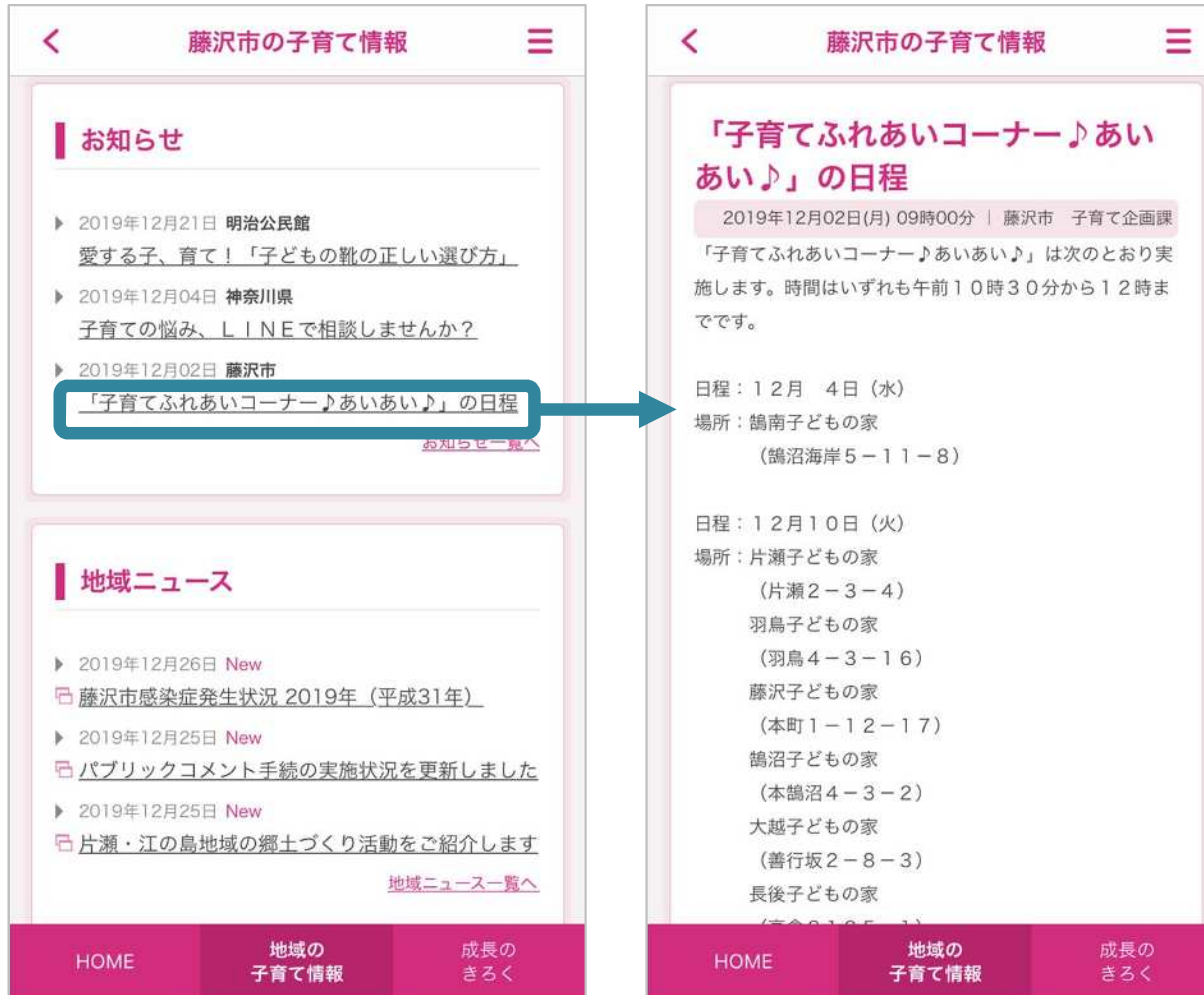 藤沢市の子育て情報
お知らせ
2019年12月21日 明治公民館
愛する子、育て！「子どもの靴の正しい選び方」
2019年12月04日 神奈川県
子育ての悩み、ＬＩＮＥで相談しませんか？
2019年12月02日 藤沢市
「子育てふれあいコーナー♪あいあい♪」の日程
お知らせ一覧へ
地域ニュース
2019年12月26日 New
藤沢市感染症発生状況 2019年（平成31年）
2019年12月25日 New
パブリックコメント手続の実施状況を更新しました
2019年12月25日 New
片瀬・江の島地域の郷土づくり活動をご紹介します
地域ニュース一覧へ
HOME
地域の
子育て情報
成長の
きろく
藤沢市の子育て情報
「子育てふれあいコーナー♪あい
あい♪」の日程
2019年12月02日(月) 09時00分 | 藤沢市　子育て企画課
「子育てふれあいコーナー♪あいあい♪」は次のとおり実
施します。時間はいずれも午前１０時３０分から１２時ま
でです。
日程：１２月　４日（水）
場所：鵠南子どもの家
（鵠沼海岸５－１１－８）
日程：１２月１０日（火）
場所：片瀬子どもの家
（片瀬２－３－４）
羽鳥子どもの家
（羽鳥４－３－１６）
藤沢子どもの家
（本町１－１２－１７）
鵠沼子どもの家
（本鵠沼４－３－２）
大越子どもの家
（善行坂２－８－３）
長後子どもの家
HOME
地域の
子育て情報
成長の
きろく